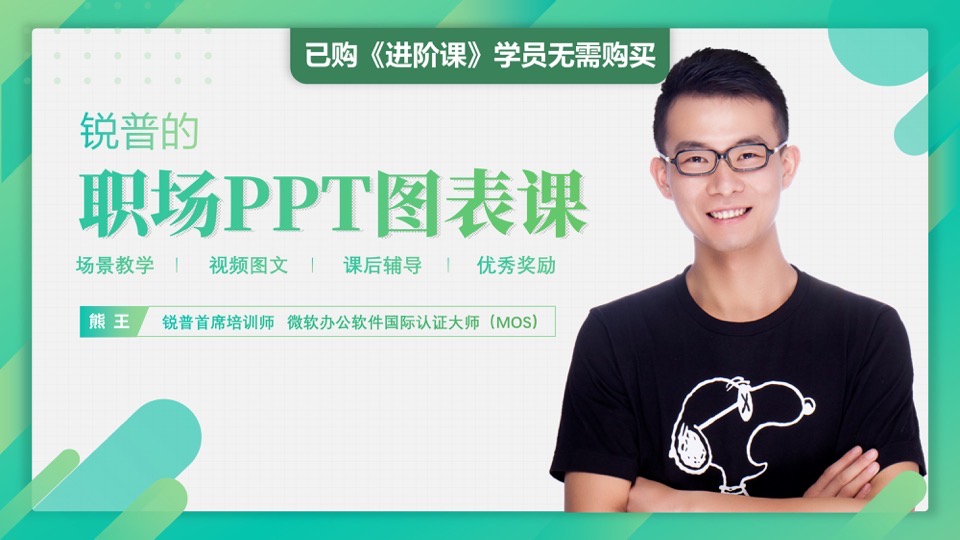 已购《进阶课》学员无需购买
锐普的
职场PPT图表课
场景教学 | 视频图文 | 课后辅导 | 优秀奖励
熊王 锐普首席培训师 微软办公软件国际认证大师（MOS）